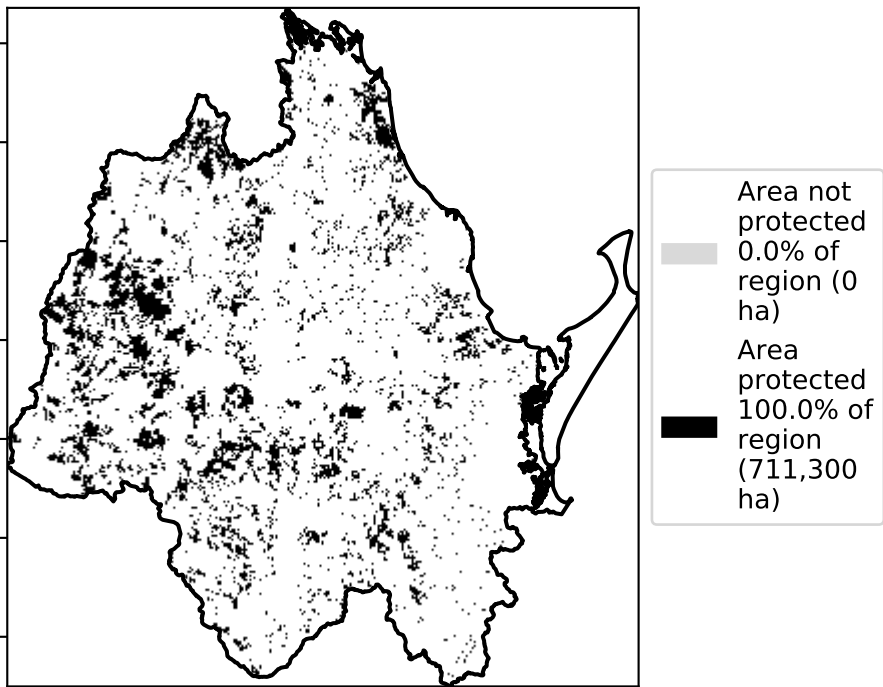 Area not
protected
0.0% of
region (0
ha)
Area
protected
100.0% of
region
(711,300
ha)